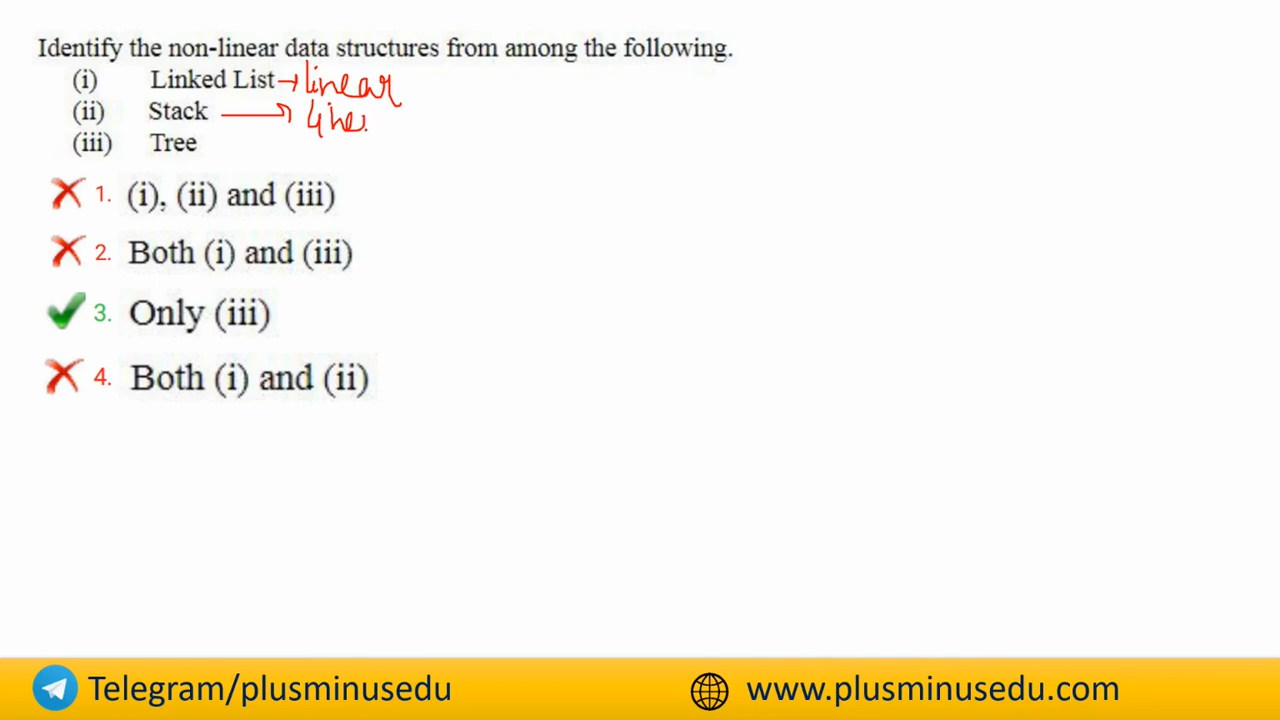 Identify the non-linear data structures from among the following.
(i) Linked List → linear
(ii) Stack → line
(iii) Tree
1. (i), (ii) and (iii)
2. Both (i) and (iii)
3. Only (iii)
4. Both (i) and (ii)
Telegram/plusminusedu www.plusminusedu.com